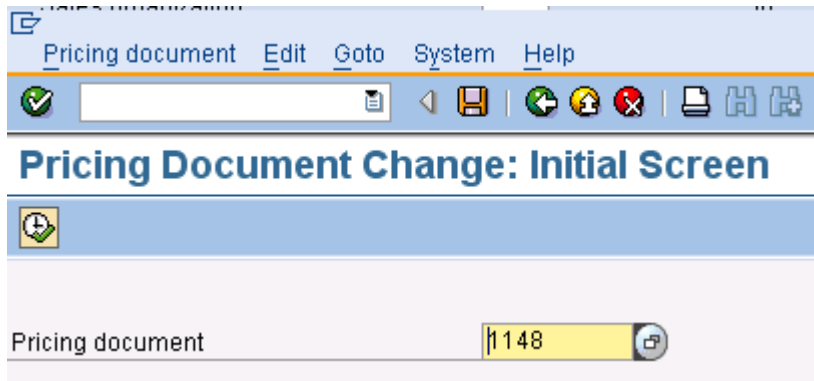 Pricing document Edit Goto System Help
Pricing Document Change: Initial Screen
Pricing document 1148